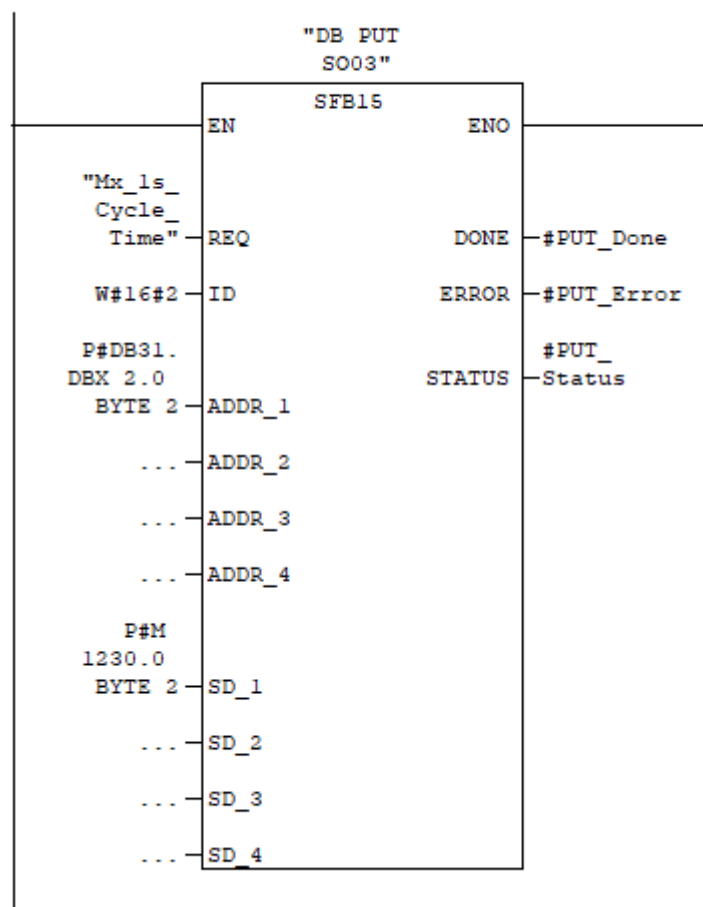 "DB PUT
SO03"
SFB15
EN ENO
"Mx_1s_
Cycle_
Time" REQ DONE #PUT_Done
W#16#2 ID ERROR #PUT_Error
P#DB31. #PUT_
DBX 2.0 STATUS Status
BYTE 2 ADDR_1
... ADDR_2
... ADDR_3
... ADDR_4
P#M
1230.0
BYTE 2 SD_1
... SD_2
... SD_3
... SD_4